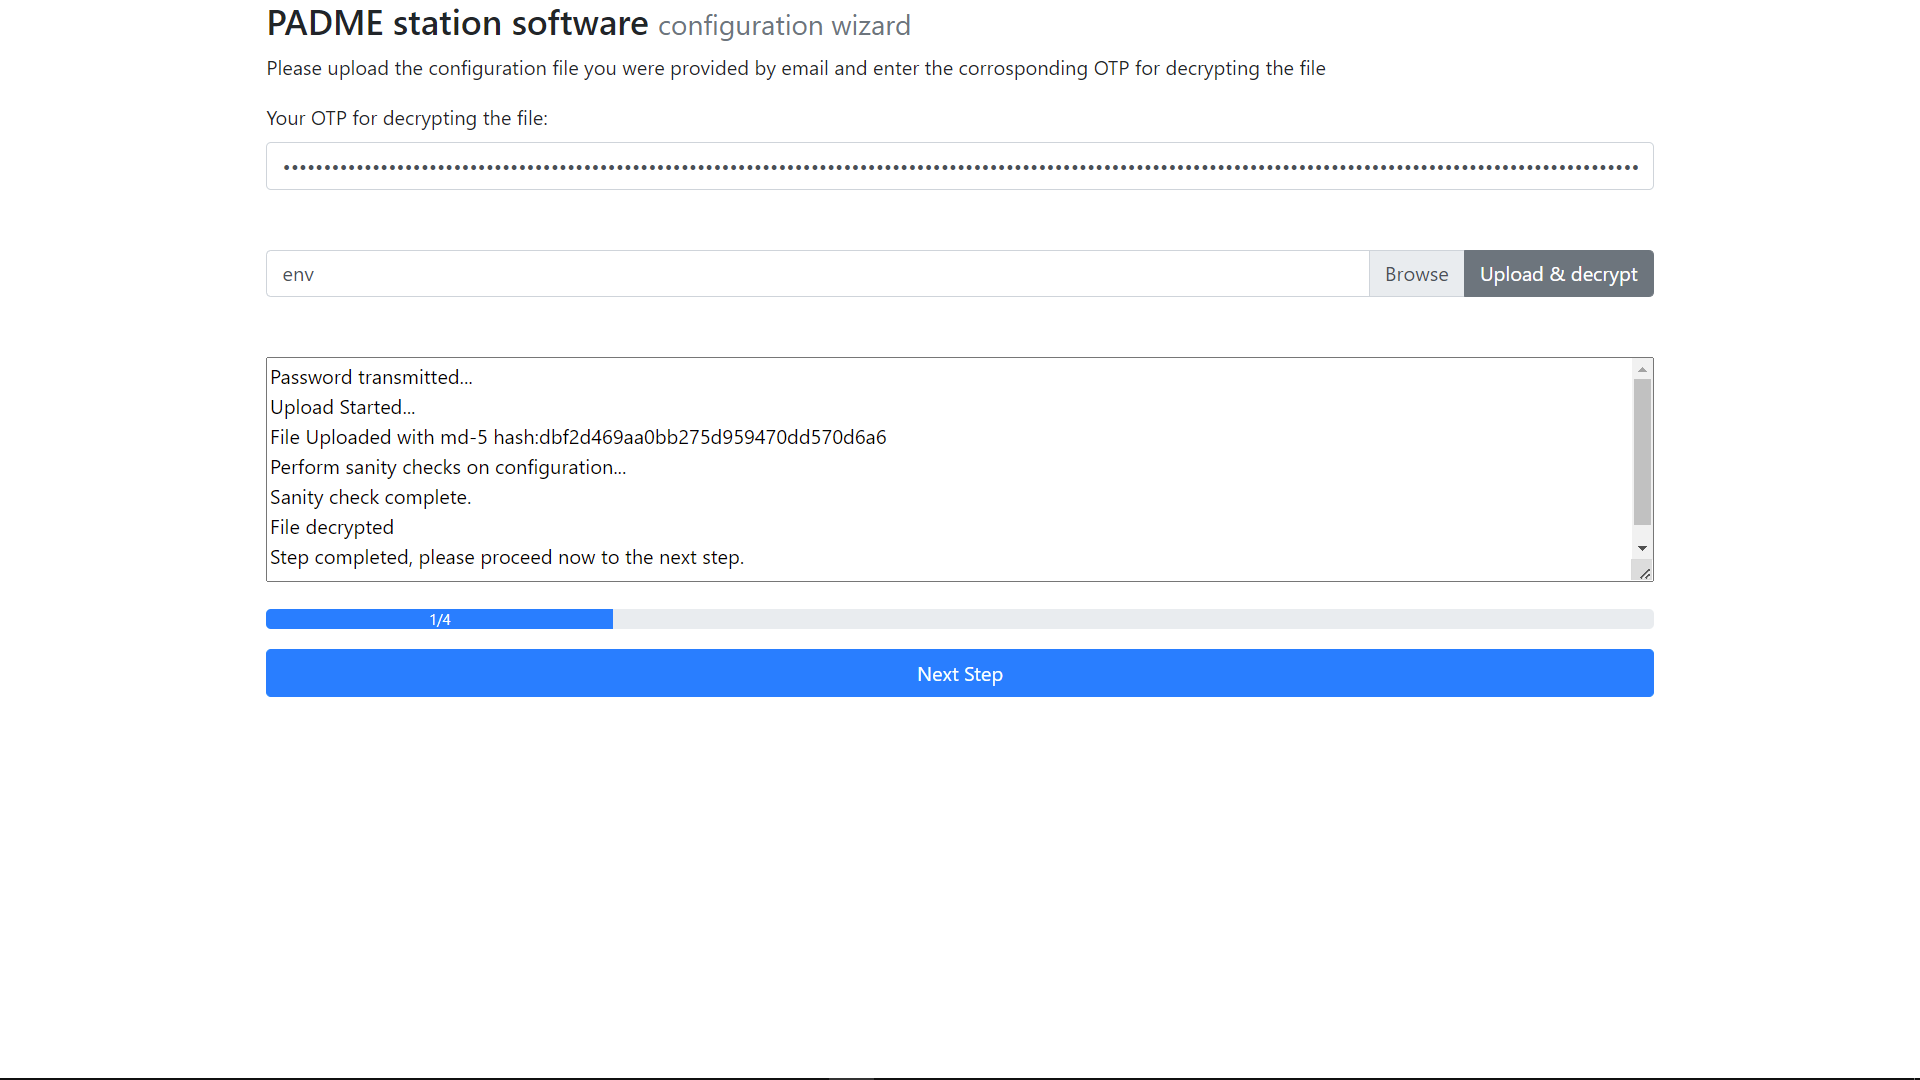 PADME station software configuration wizard
Please upload the configuration file you were provided by email and enter the corrosponding OTP for decrypting the file
Your OTP for decrypting the file:
env
Browse
Upload & decrypt
Password transmitted...
Upload Started...
File Uploaded with md-5 hash:dbf2d469aa0bb275d959470dd570d6a6
Perform sanity checks on configuration...
Sanity check complete.
File decrypted
Step completed, please proceed now to the next step.
1/4
Next Step